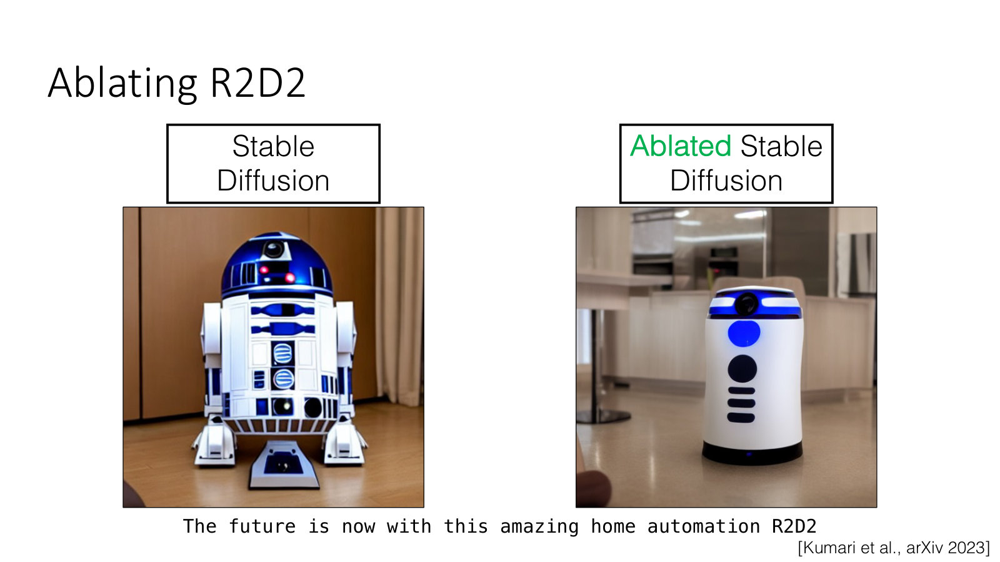 Ablating R2D2
Stable
Diffusion
Ablated Stable
Diffusion
The future is now with this amazing home automation R2D2
[Kumari et al., arXiv 2023]